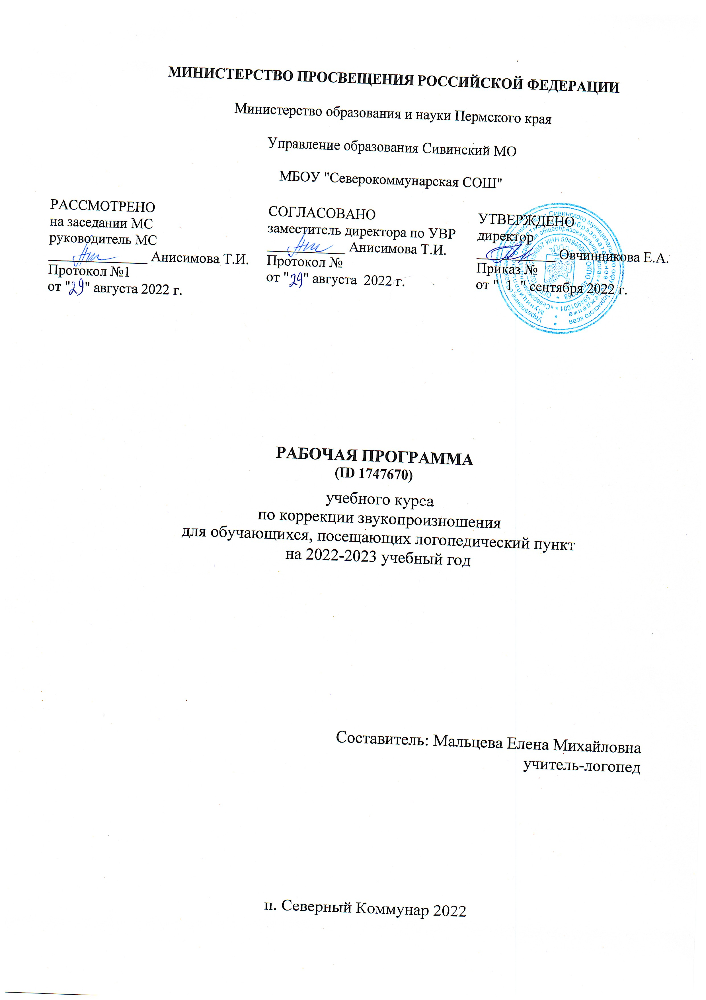 МИНИСТЕРСТВО ПРОСВЕЩЕНИЯ РОССИЙСКОЙ ФЕДЕРАЦИИ
Министерство образования и науки Пермского края
Управление образования Сивинский МО
МБОУ "Северокоммунарская СОШ"
РАССМОТРЕНО
на заседании МС
руководитель МС
______________ Анисимова Т.И.
Протокол №1
от "29" августа 2022 г.
СОГЛАСОВАНО
заместитель директора по УВР
___________ Анисимова Т.И.
Протокол №
от "29" августа 2022 г.
УТВЕРЖДЕНО
директор
___________ Овчинникова Е.А.
Приказ №
от " 1 " сентября 2022 г.
РАБОЧАЯ ПРОГРАММА
(ID 1747670)
учебного курса
по коррекции звукопроизношения
для обучающихся, посещающих логопедический пункт
на 2022-2023 учебный год
Составитель: Мальцева Елена Михайловна
учитель-логопед
п. Северный Коммунар 2022